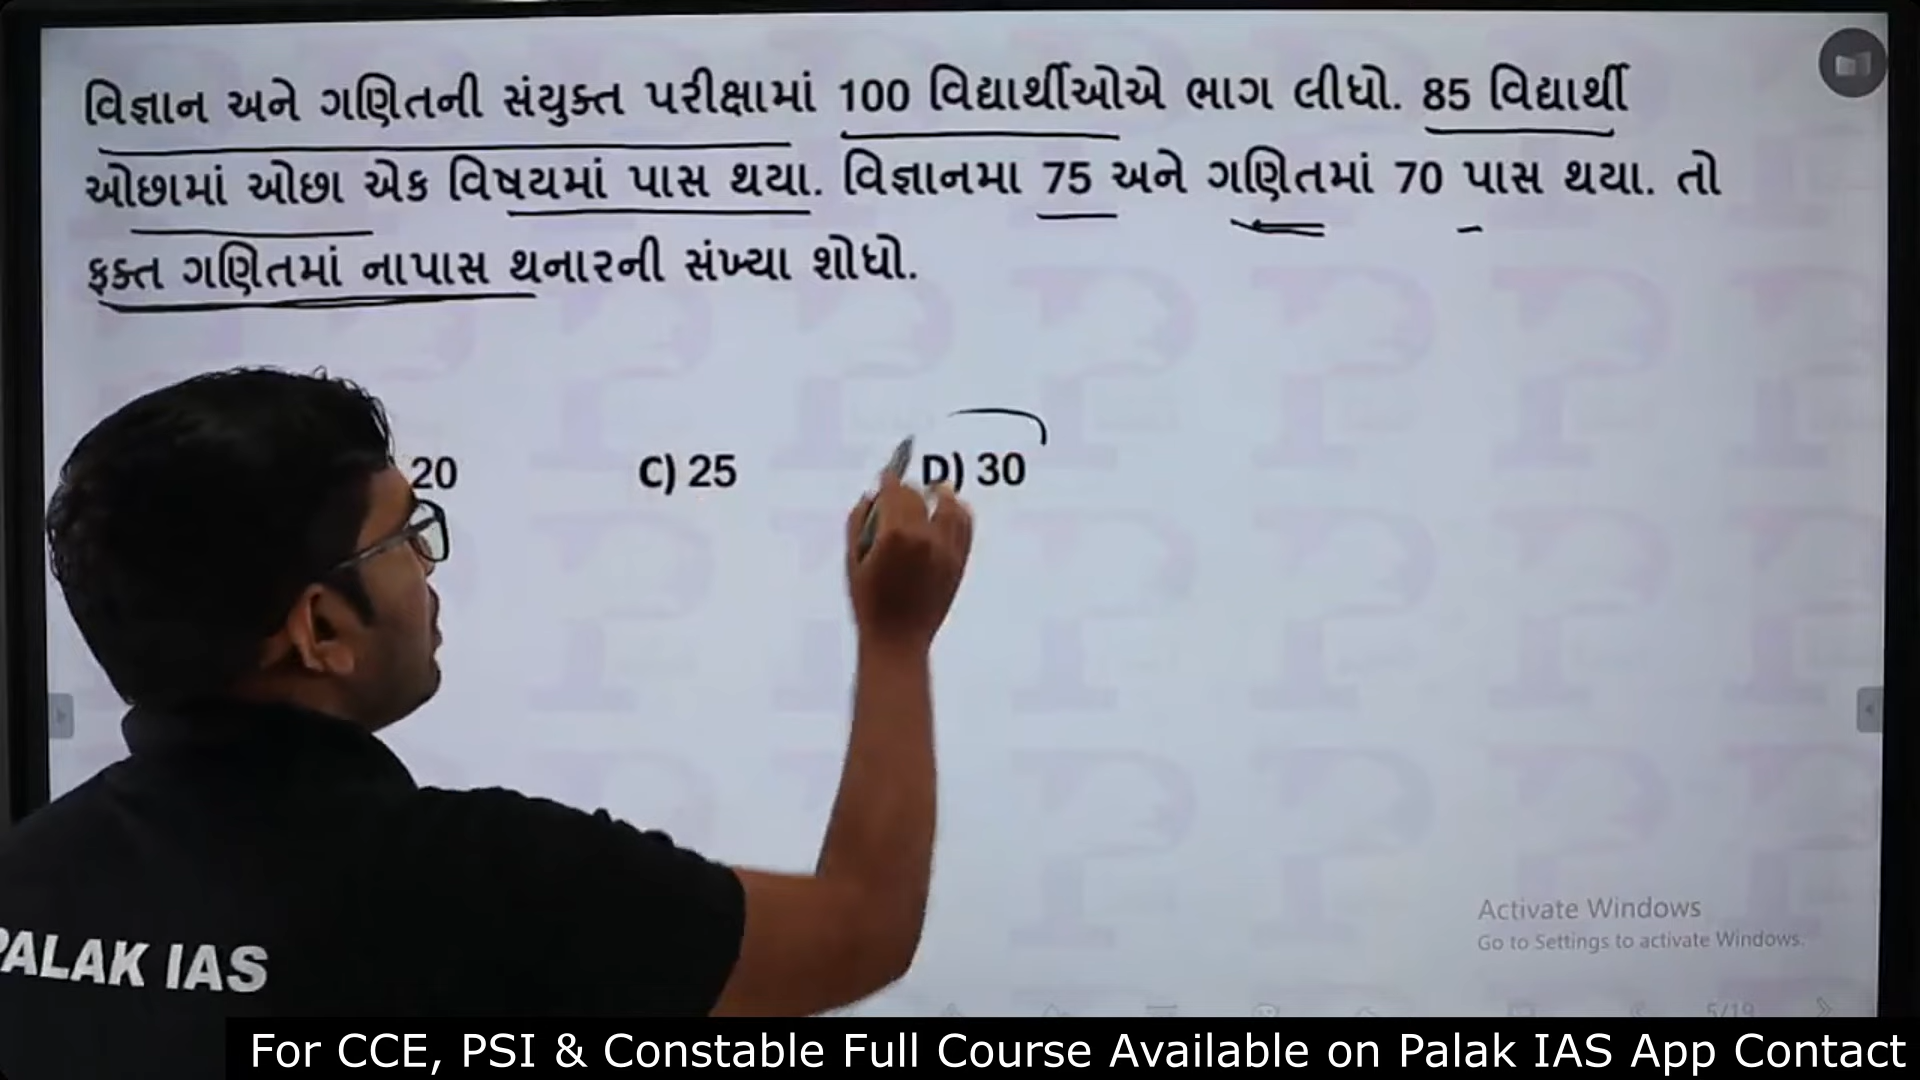 વિજ્ઞાન અને ગણિતની સંયુક્ત પરીક્ષામાં 100 વિદ્યાર્થીઓએ ભાગ લીધો. 85 વિદ્યાર્થી
ઓછામાં ઓછા એક વિષયમાં પાસ થયા. વિજ્ઞાનમા 75 અને ગણિતમાં 70 પાસ થયા. તો
ફક્ત ગણિતમાં નાપાસ થનારની સંખ્યા શોધો.
20 C) 25 D) 30
Activate Windows
Go to Settings to activate Windows.
5/19
PALAK IAS
For CCE, PSI & Constable Full Course Available on Palak IAS App Contact